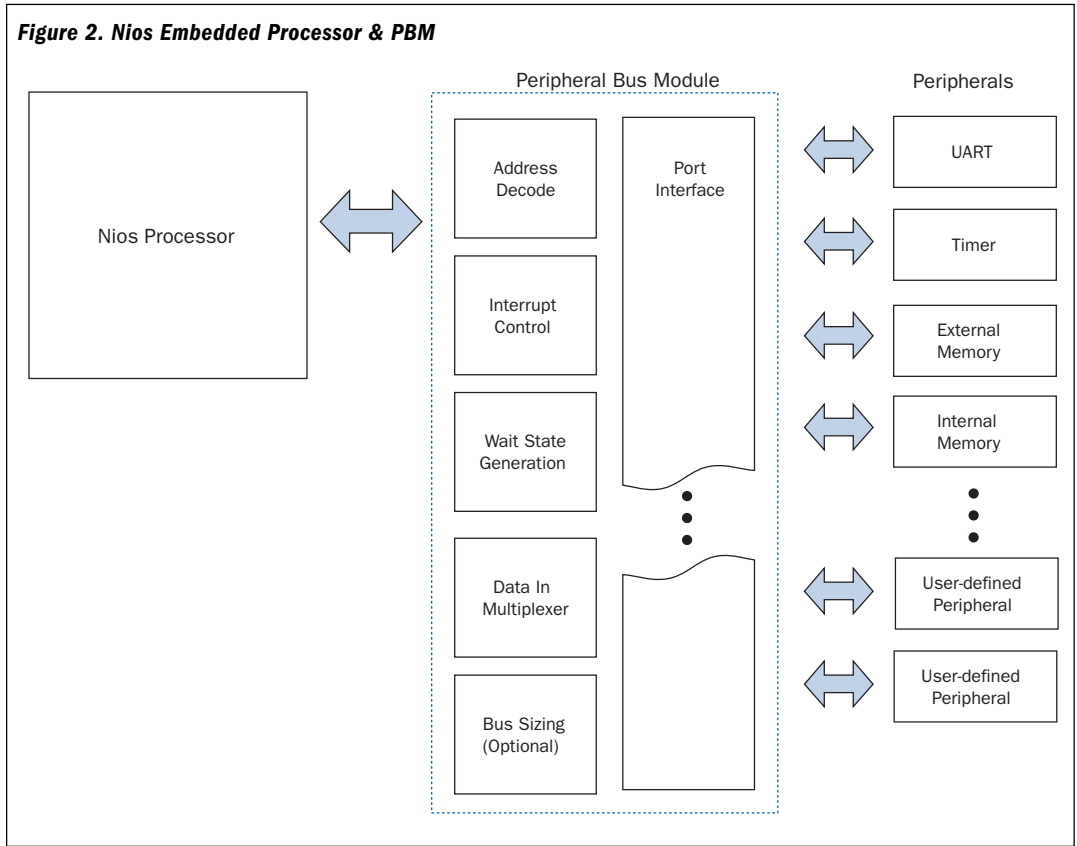 Figure 2. Nios Embedded Processor & PBM
Peripheral Bus Module
Peripherals
Nios Processor
Address
Decode
Interrupt
Control
Wait State
Generation
Data In
Multiplexer
Bus Sizing
(Optional)
Port
Interface
UART
Timer
External
Memory
Internal
Memory
User-defined
Peripheral
User-defined
Peripheral